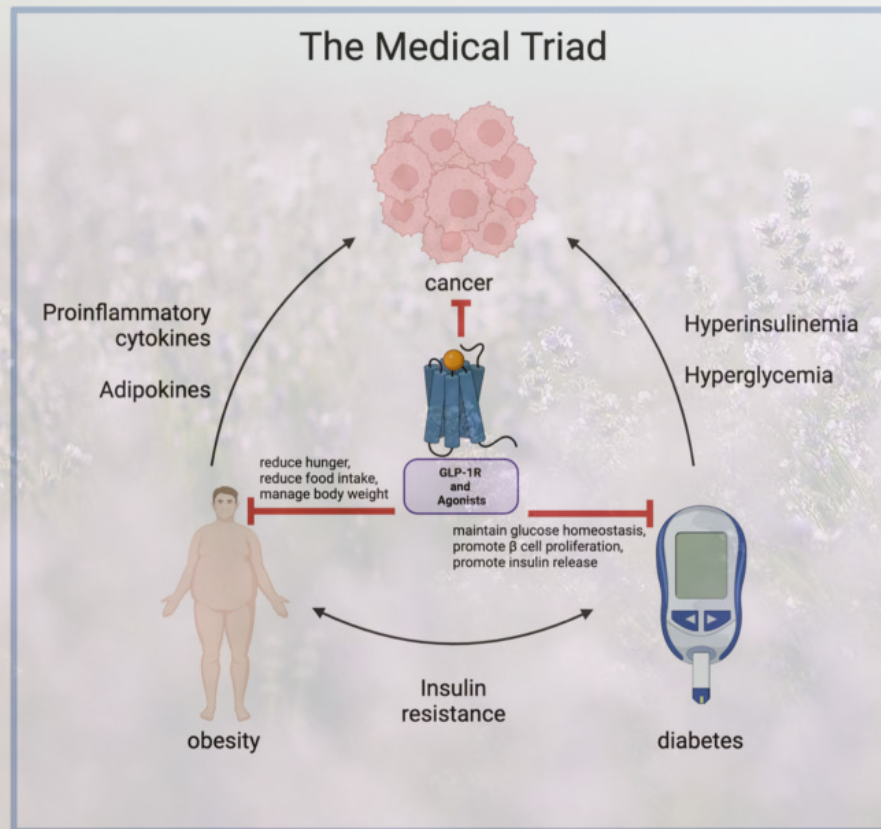 The Medical Triad
cancer
Proinflammatory
cytokines
Adipokines
Hyperinsulinemia
Hyperglycemia
reduce hunger,
reduce food intake,
manage body weight
GLP-1R
and
Agonists
maintain glucose homeostasis,
promote β cell proliferation,
promote insulin release
Insulin
resistance
obesity
diabetes